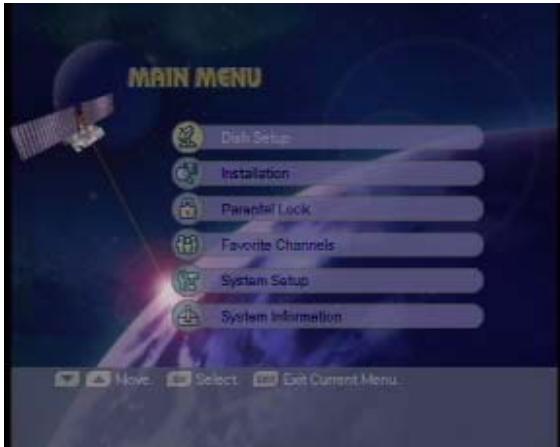 MAIN MENU
Dish Setup
Installation
Parental Lock
Favorite Channels
System Setup
System Information
Move. Select. Exit Current Menu.